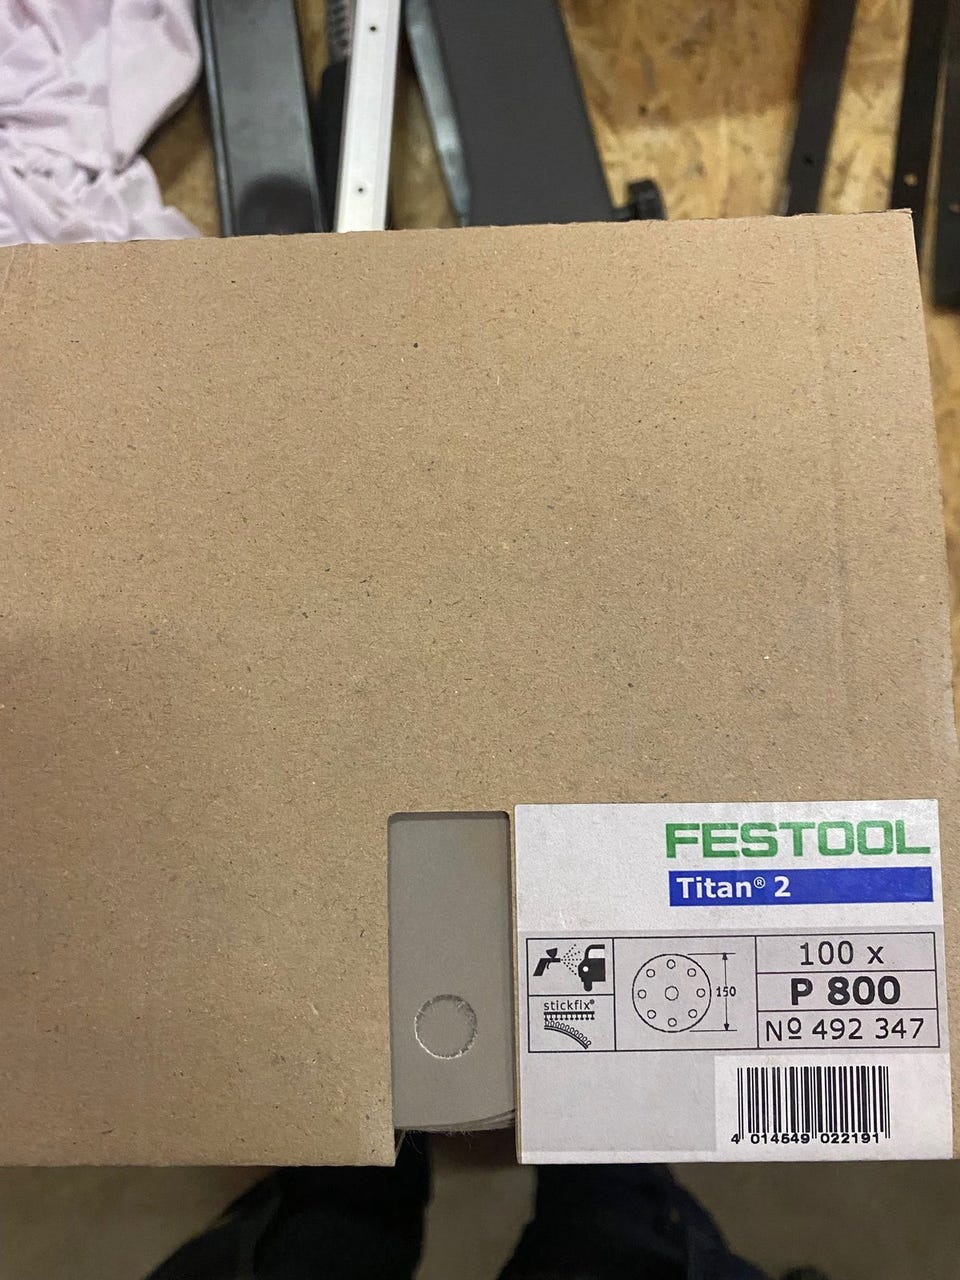 FESTOOL
Titan® 2
stickfix®
150
100 x
P 800
Nº 492 347
4 014549 022191